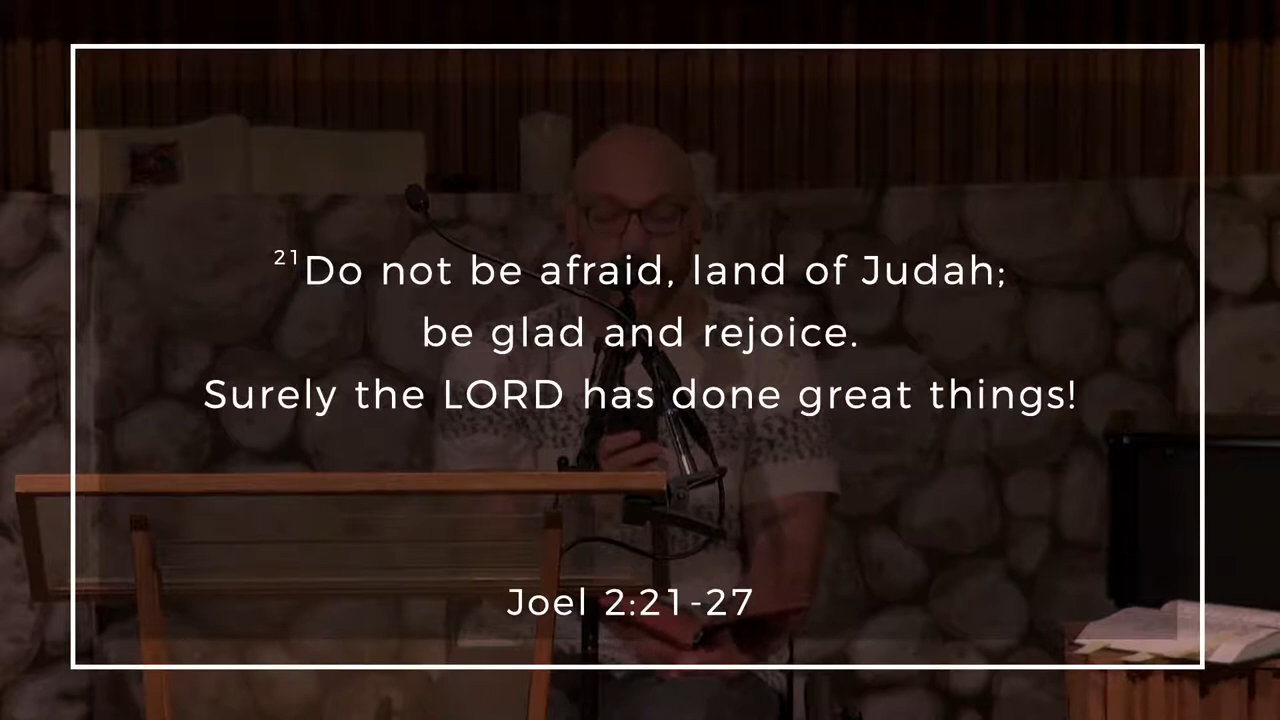 21Do not be afraid, land of Judah;
be glad and rejoice.
Surely the LORD has done great things!
Joel 2:21-27